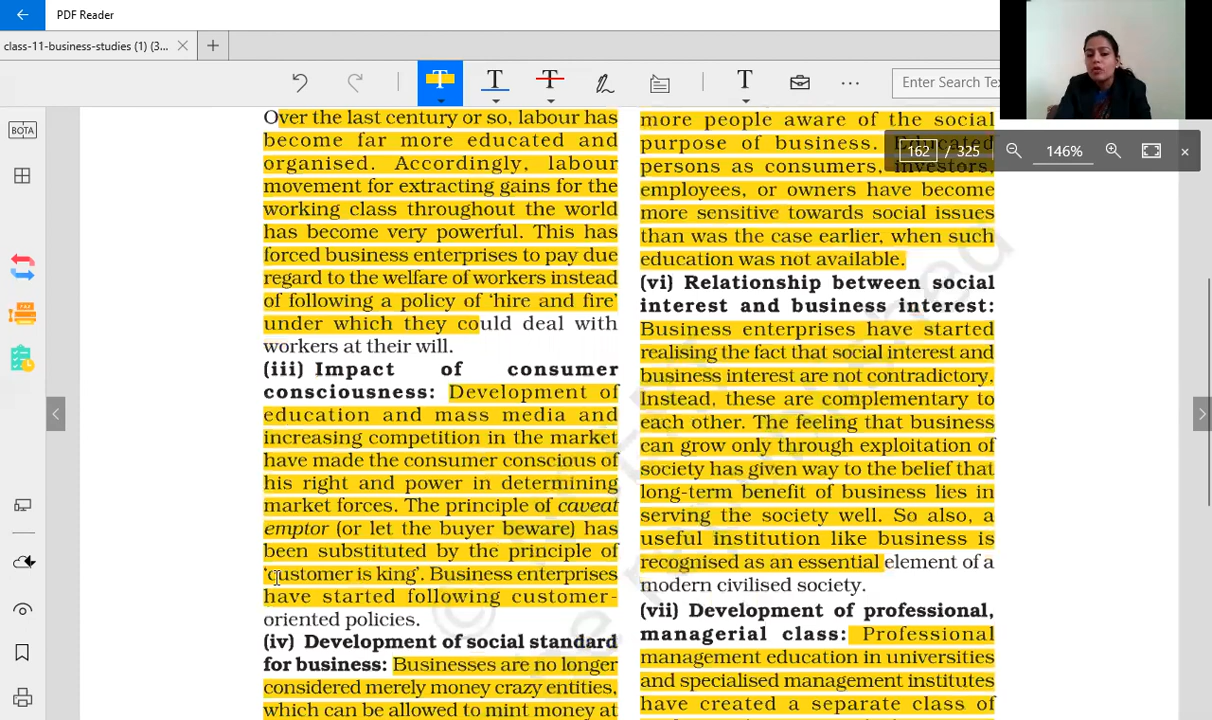 PDF Reader
class-11-business-studies (1) (3...
Enter Search Tex
BOTA
162 / 325
146%
Over the last century or so, labour has
become far more educated and
organised. Accordingly, labour
movement for extracting gains for the
working class throughout the world
has become very powerful. This has
forced business enterprises to pay due
regard to the welfare of workers instead
of following a policy of ‘hire and fire’
under which they could deal with
workers at their will.
(iii) Impact of consumer
consciousness: Development of
education and mass media and
increasing competition in the market
have made the consumer conscious of
his right and power in determining
market forces. The principle of caveat
emptor (or let the buyer beware) has
been substituted by the principle of
‘customer is king’. Business enterprises
have started following customer-
oriented policies.
(iv) Development of social standard
for business: Businesses are no longer
considered merely money crazy entities,
which can be allowed to mint money at
more people aware of the social
purpose of business. Educated
persons as consumers, investors,
employees, or owners have become
more sensitive towards social issues
than was the case earlier, when such
education was not available.
(vi) Relationship between social
interest and business interest:
Business enterprises have started
realising the fact that social interest and
business interest are not contradictory.
Instead, these are complementary to
each other. The feeling that business
can grow only through exploitation of
society has given way to the belief that
long-term benefit of business lies in
serving the society well. So also, a
useful institution like business is
recognised as an essential element of a
modern civilised society.
(vii) Development of professional,
managerial class: Professional
management education in universities
and specialised management institutes
have created a separate class of